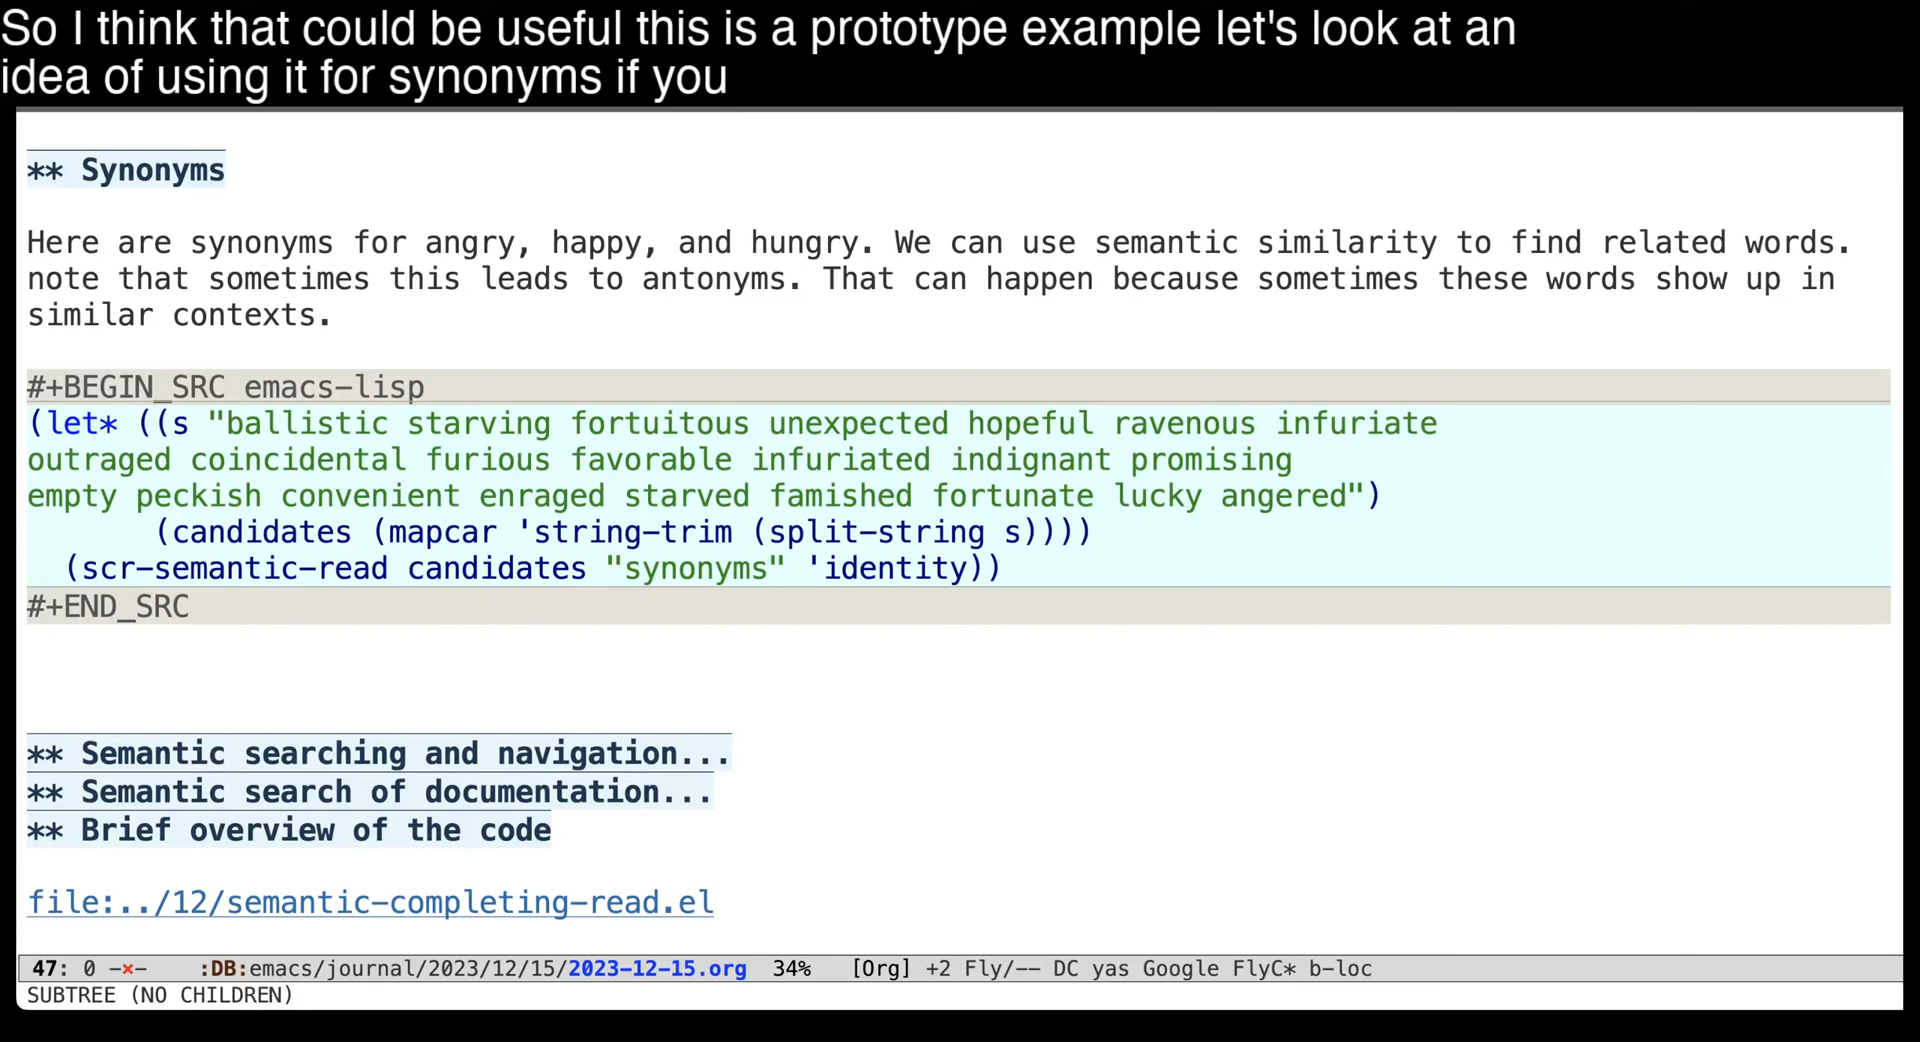 So I think that could be useful this is a prototype example let's look at an
idea of using it for synonyms if you
** Synonyms
Here are synonyms for angry, happy, and hungry. We can use semantic similarity to find related words.
note that sometimes this leads to antonyms. That can happen because sometimes these words show up in
similar contexts.
#+BEGIN_SRC emacs-lisp
(let* ((s "ballistic starving fortuitous unexpected hopeful ravenous infuriate
outraged coincidental furious favorable infuriated indignant promising
empty peckish convenient enraged starved famished fortunate lucky angered")
(candidates (mapcar 'string-trim (split-string s))))
(scr-semantic-read candidates "synonyms" 'identity))
#+END_SRC
** Semantic searching and navigation...
** Semantic search of documentation...
** Brief overview of the code
file:../12/semantic-completing-read.el
47: 0 -×- :DB:emacs/journal/2023/12/15/2023-12-15.org 34% [Org] +2 Fly/-- DC yas Google FlyC* b-loc
SUBTREE (NO CHILDREN)